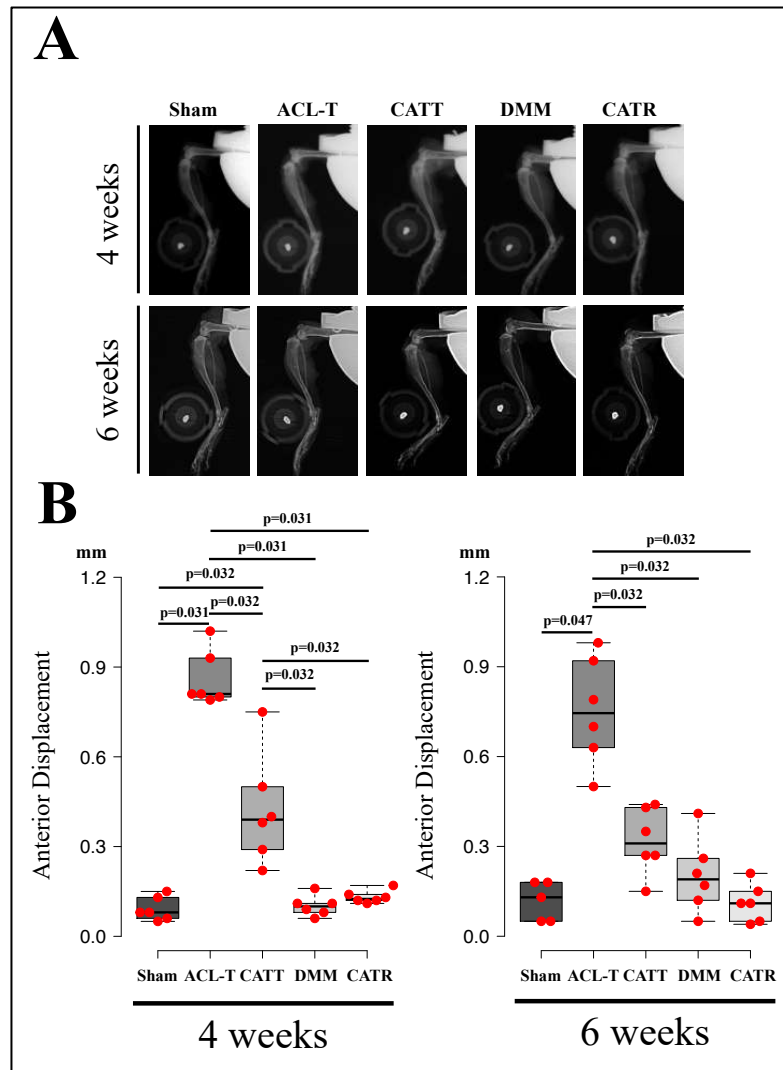 A
Sham ACL-T CATT DMM CATR
4 weeks
6 weeks
B
mm
Anterior Displacement
1.2
0.9
0.6
0.3
0.0
p=0.031
p=0.031
p=0.032
p=0.031 p=0.032
p=0.032
p=0.032
Sham ACL-T CATT DMM CATR
4 weeks
mm
Anterior Displacement
1.2
0.9
0.6
0.3
0.0
p=0.032
p=0.032
p=0.032
p=0.047
Sham ACL-T CATT DMM CATR
6 weeks